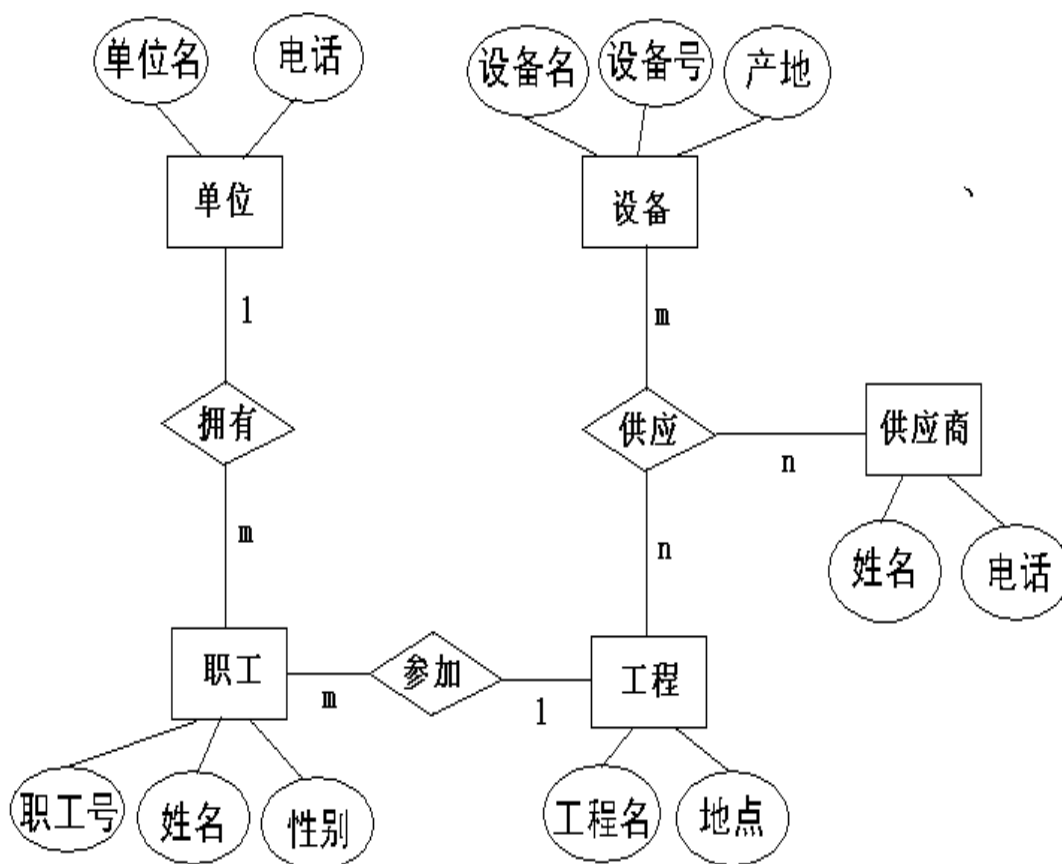 单位名
电话
设备名
设备号
产地
单位
设备
、
1
m
拥有
供应
供应商
n
m
n
姓名
电话
职工
参加
工程
m
1
职工号
姓名
性别
工程名
地点